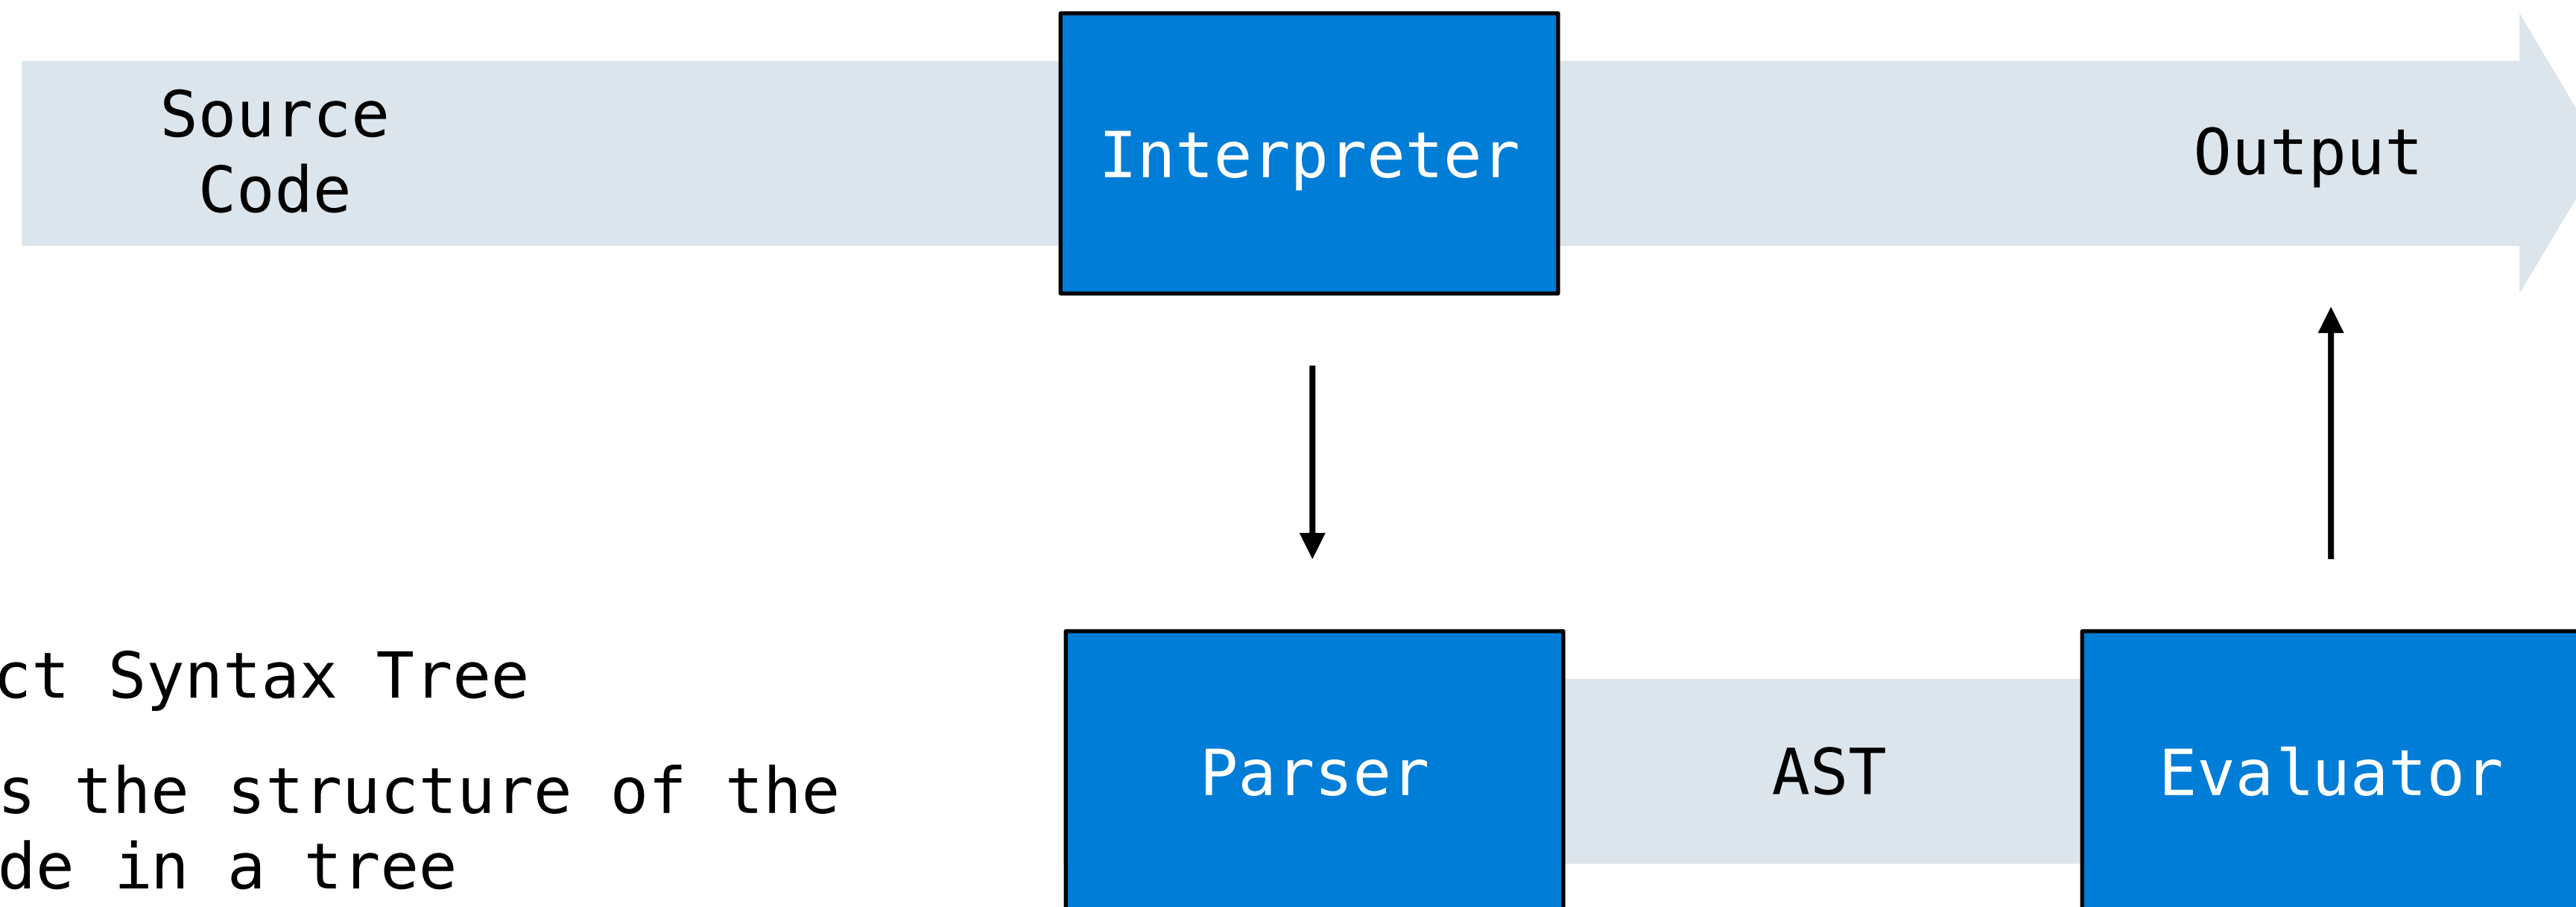 Source
Code
Interpreter
Output
ct Syntax Tree
s the structure of the
de in a tree
Parser
AST
Evaluator